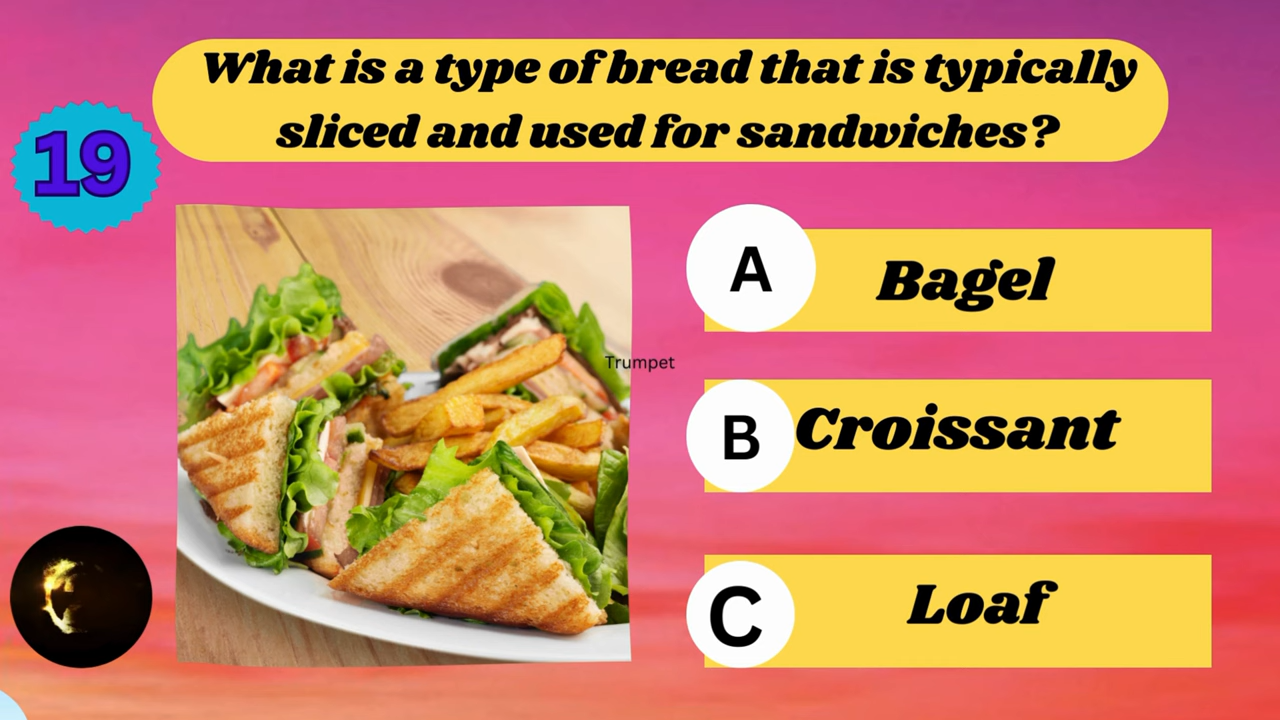 What is a type of bread that is typically
sliced and used for sandwiches?
19
A
Bagel
Trumpet
B
Croissant
C
Loaf